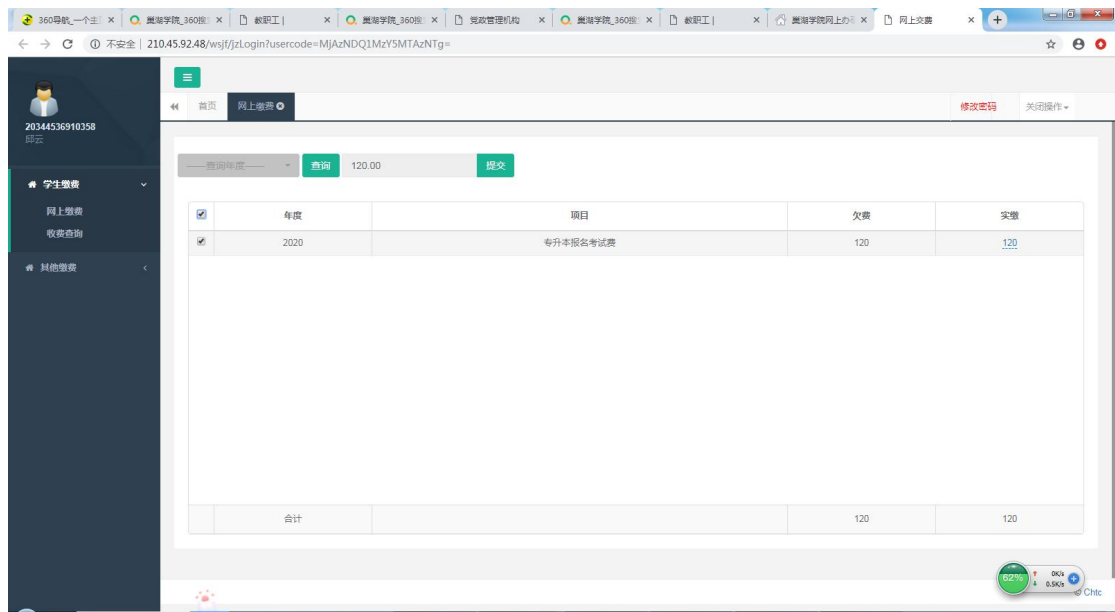 360导航_一个主 巢湖学院_360搜 教职工| 巢湖学院_360搜 党政管理机构 巢湖学院_360搜 教职工| 巢湖学院网上办 网上交费
不安全 | 210.45.92.48/wsjf/jzLogin?usercode=MjAzNDQ1MzY5MTAzNTg=
首页 网上缴费 修改密码 关闭操作
20344536910358
邱云
——查询年度—— 查询 120.00 提交
学生缴费
网上缴费
收费查询
其他缴费
年度 项目 欠费 实缴
2020 专升本报名考试费 120 120
合计 120 120
62% 0K/s
0.5K/s
© Chtc